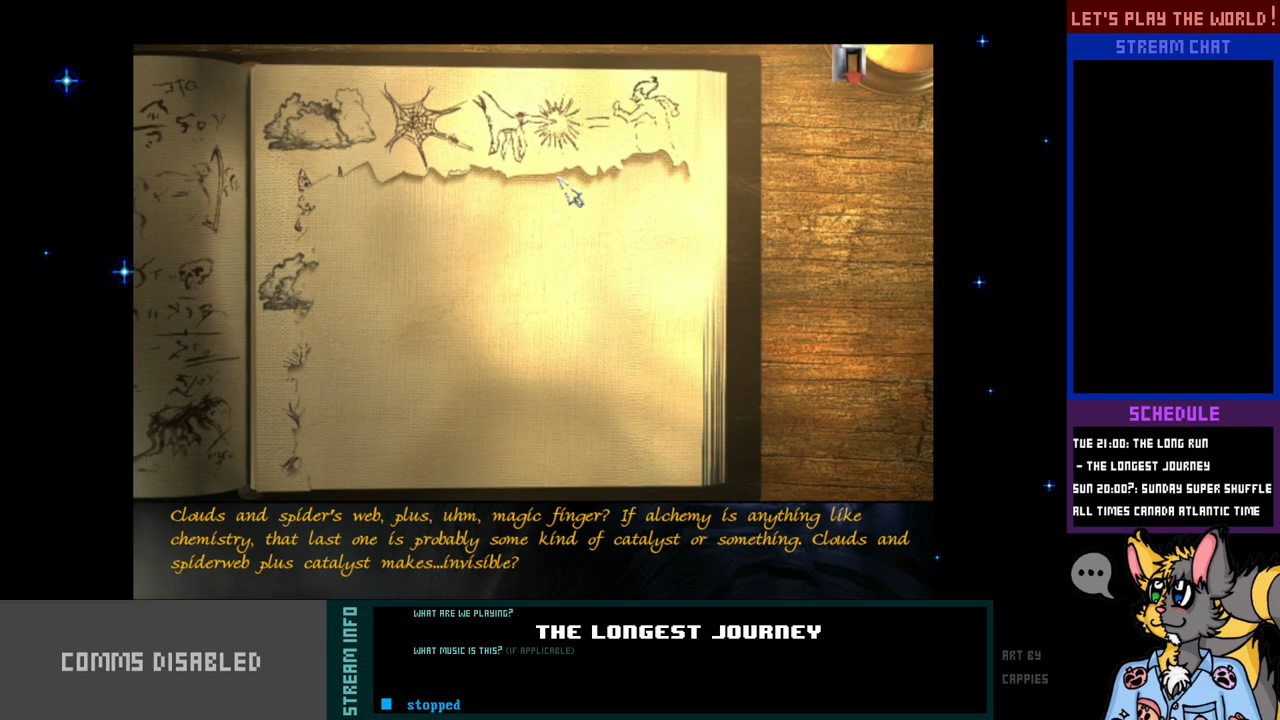 LET'S PLAY THE WORLD!
STREAM CHAT
SCHEDULE
TUE 21:00: THE LONG RUN
- THE LONGEST JOURNEY
SUN 20:00?: SUNDAY SUPER SHUFFLE
ALL TIMES CANADA ATLANTIC TIME
Clouds and spider's web, plus, uhm, magic finger? If alchemy is anything like
chemistry, that last one is probably some kind of catalyst or something. Clouds and
spiderweb plus catalyst makes...invisible?
COMMS DISABLED
STREAM INFO
WHAT ARE WE PLAYING?
THE LONGEST JOURNEY
WHAT MUSIC IS THIS? (IF APPLICABLE)
stopped
ART BY
CAPPIES